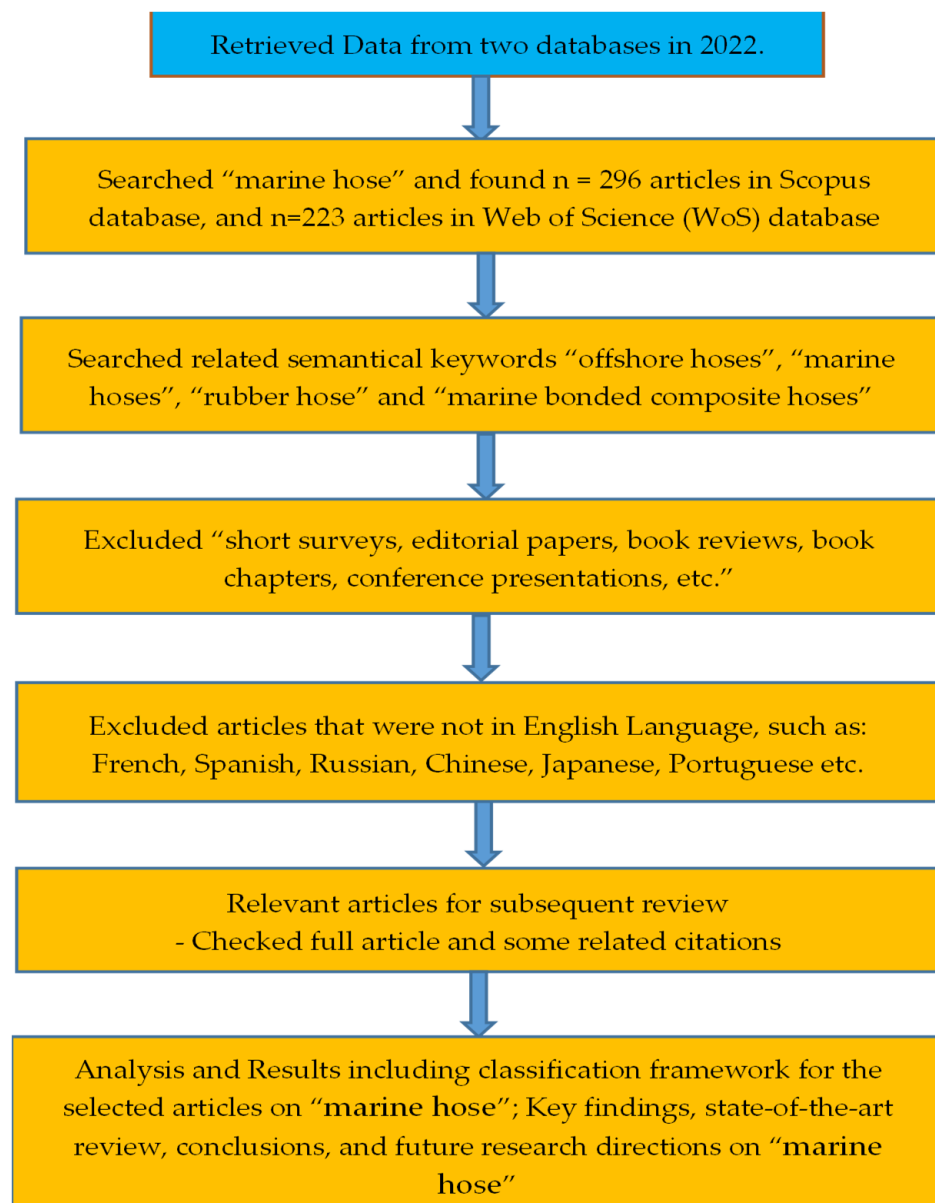 Retrieved Data from two databases in 2022.
Searched “marine hose” and found n = 296 articles in Scopus
database, and n=223 articles in Web of Science (WoS) database
Searched related semantical keywords “offshore hoses”, “marine
hoses”, “rubber hose” and “marine bonded composite hoses”
Excluded “short surveys, editorial papers, book reviews, book
chapters, conference presentations, etc.”
Excluded articles that were not in English Language, such as:
French, Spanish, Russian, Chinese, Japanese, Portuguese etc.
Relevant articles for subsequent review
- Checked full article and some related citations
Analysis and Results including classification framework for the
selected articles on “marine hose”; Key findings, state-of-the-art
review, conclusions, and future research directions on “marine
hose”